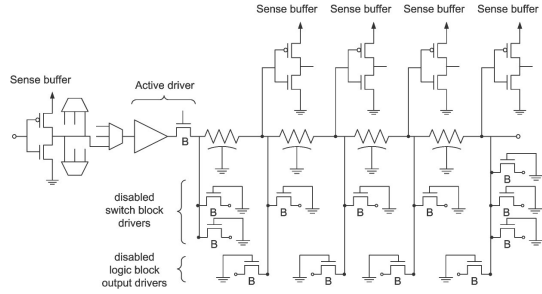 Sense buffer Sense buffer Sense buffer Sense buffer
Sense buffer
Active driver
B
B
disabled
switch block
drivers
B B B B B
B B
disabled
logic block
output drivers
B B B B